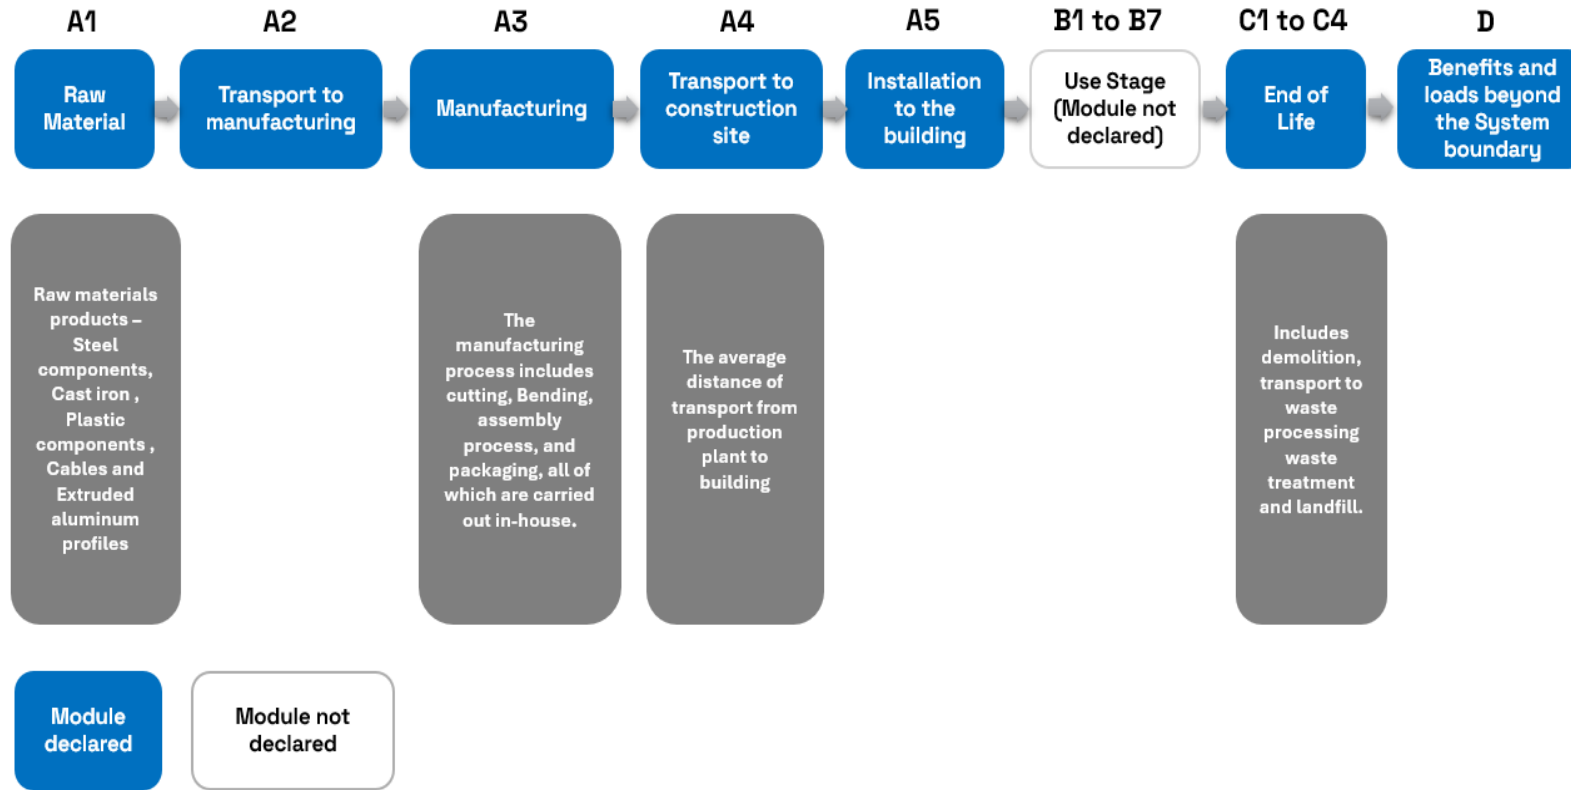 A1
A2
A3
A4
A5
B1 to B7
C1 to C4
D
Raw
Material
Transport to
manufacturing
Manufacturing
Transport to
construction
site
Installation
to the
building
Use Stage
(Module not
declared)
End of
Life
Benefits and
loads beyond
the System
boundary
Raw materials
products –
Steel
components,
Cast iron ,
Plastic
components ,
Cables and
Extruded
aluminum
profiles
The
manufacturing
process includes
cutting, Bending,
assembly
process, and
packaging, all of
which are carried
out in-house.
The average
distance of
transport from
production
plant to
building
Includes
demolition,
transport to
waste
processing
waste
treatment
and landfill.
Module
declared
Module not
declared